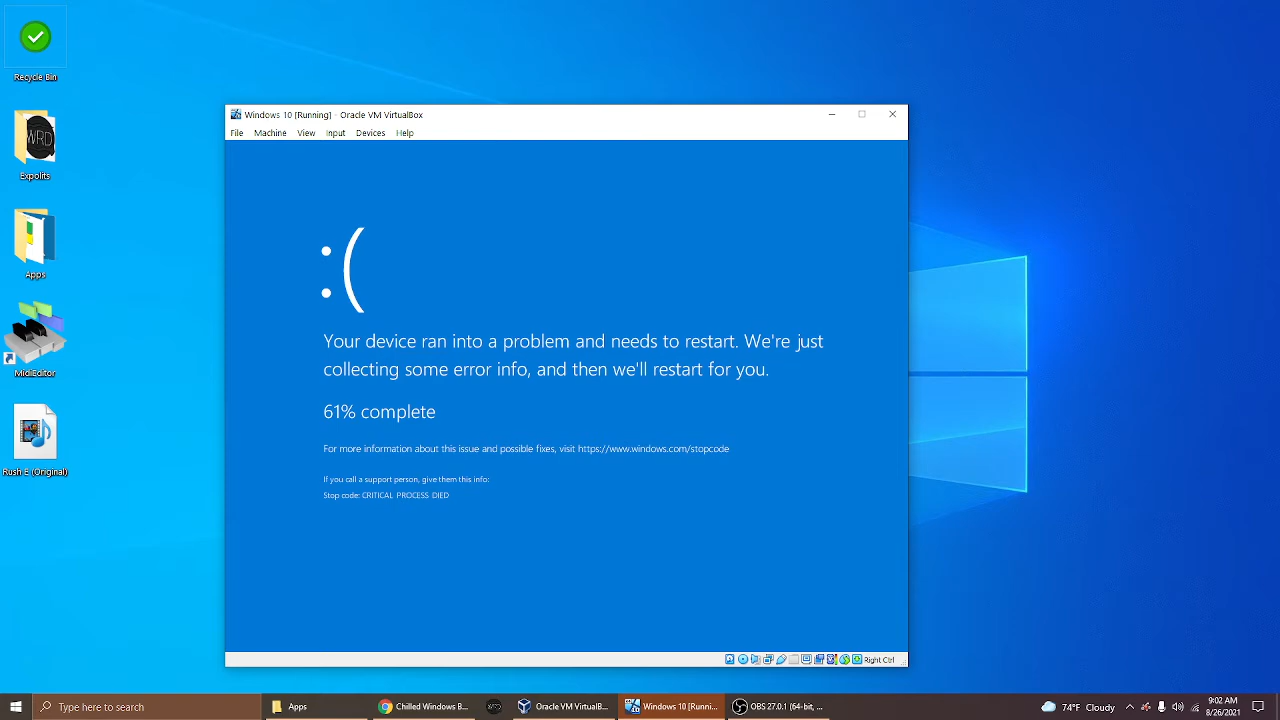 Recycle Bin
WRD
Expolits
Apps
MidiEditor
Rush E (Original)
Windows 10 [Running] - Oracle VM VirtualBox
File Machine View Input Devices Help
:(
Your device ran into a problem and needs to restart. We're just
collecting some error info, and then we'll restart for you.
61% complete
For more information about this issue and possible fixes, visit https://www.windows.com/stopcode
If you call a support person, give them this info:
Stop code: CRITICAL_PROCESS_DIED
Right Ctrl
Type here to search
Apps
Chilled Windows B...
VirtualBox
Oracle VM VirtualB...
Windows 10 [Runni...
OBS 27.0.1 (64-bit, ...
74°F Cloudy
9:02 AM
8/26/2021